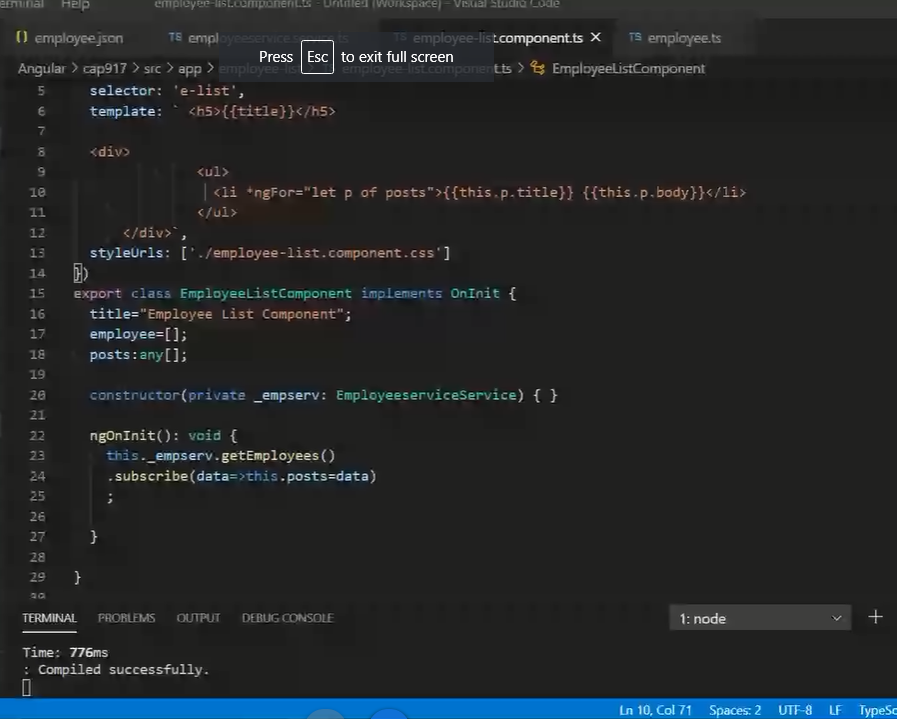 Terminal Help employee-list.component.ts - Untitled (Workspace) - Visual Studio Code
{} employee.json TS employeeservice.service.ts TS employee-list.component.ts × TS employee.ts
Press Esc to exit full screen
Angular > cap917 > src > app > employee-list > employee-list.component.ts > EmployeeListComponent
5 selector: 'e-list',
6 template: ` <h5>{{title}}</h5>
7
8 <div>
9 <ul>
10 <li *ngFor="let p of posts">{{this.p.title}} {{this.p.body}}</li>
11 </ul>
12 </div>`,
13 styleUrls: ['./employee-list.component.css']
14 })
15 export class EmployeeListComponent implements OnInit {
16 title="Employee List Component";
17 employee=[];
18 posts:any[];
19
20 constructor(private _empserv: EmployeeserviceService) { }
21
22 ngOnInit(): void {
23 this._empserv.getEmployees()
24 .subscribe(data=>this.posts=data)
25 ;
26
27 }
28
29 }
30
TERMINAL PROBLEMS OUTPUT DEBUG CONSOLE 1: node +
Time: 776ms
: Compiled successfully.
Ln 10, Col 71 Spaces: 2 UTF-8 LF TypeSc